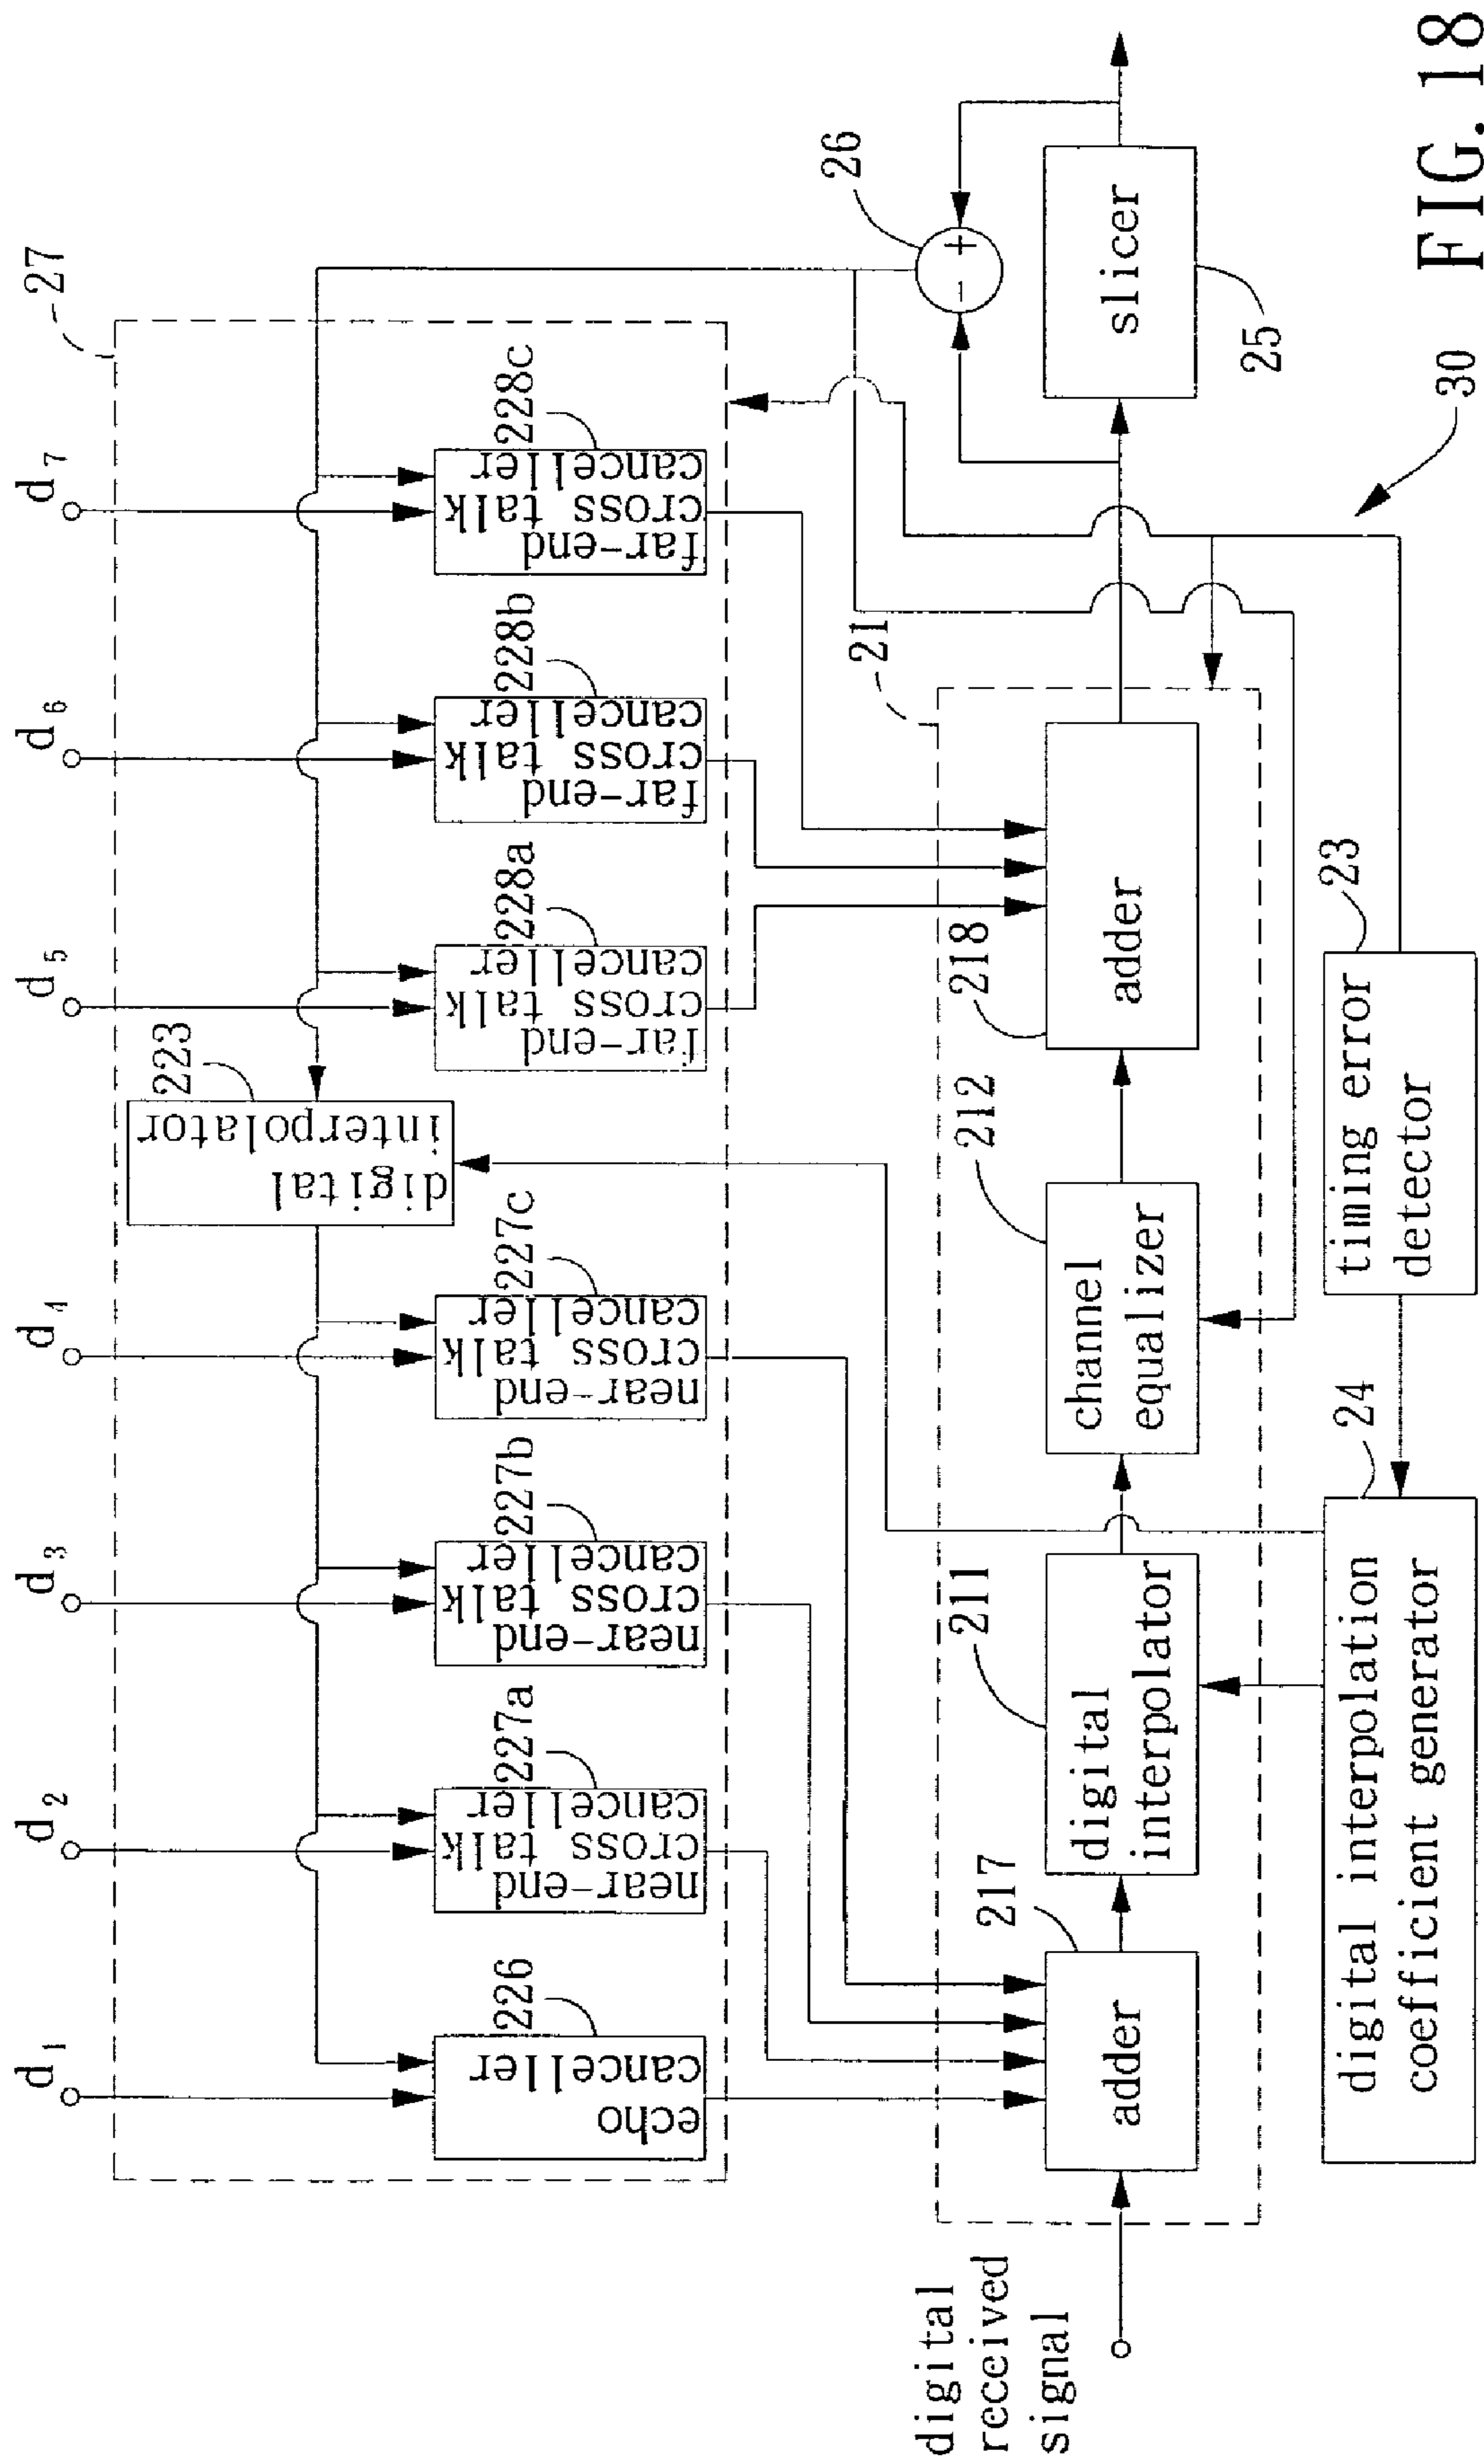 d1
d2
d3
d4
d5
d6
d7
27
echo
canceller
226
near-end
cross talk
canceller
227a
near-end
cross talk
canceller
227b
near-end
cross talk
canceller
227c
digital
interpolator
223
far-end
cross talk
canceller
228a
far-end
cross talk
canceller
228b
far-end
cross talk
canceller
228c
digital
received
signal
adder
217
digital
interpolator
211
channel
equalizer
212
adder
218
21
26
- +
slicer
25
digital interpolation
coefficient generator
24
timing error
detector
23
30
FIG. 18